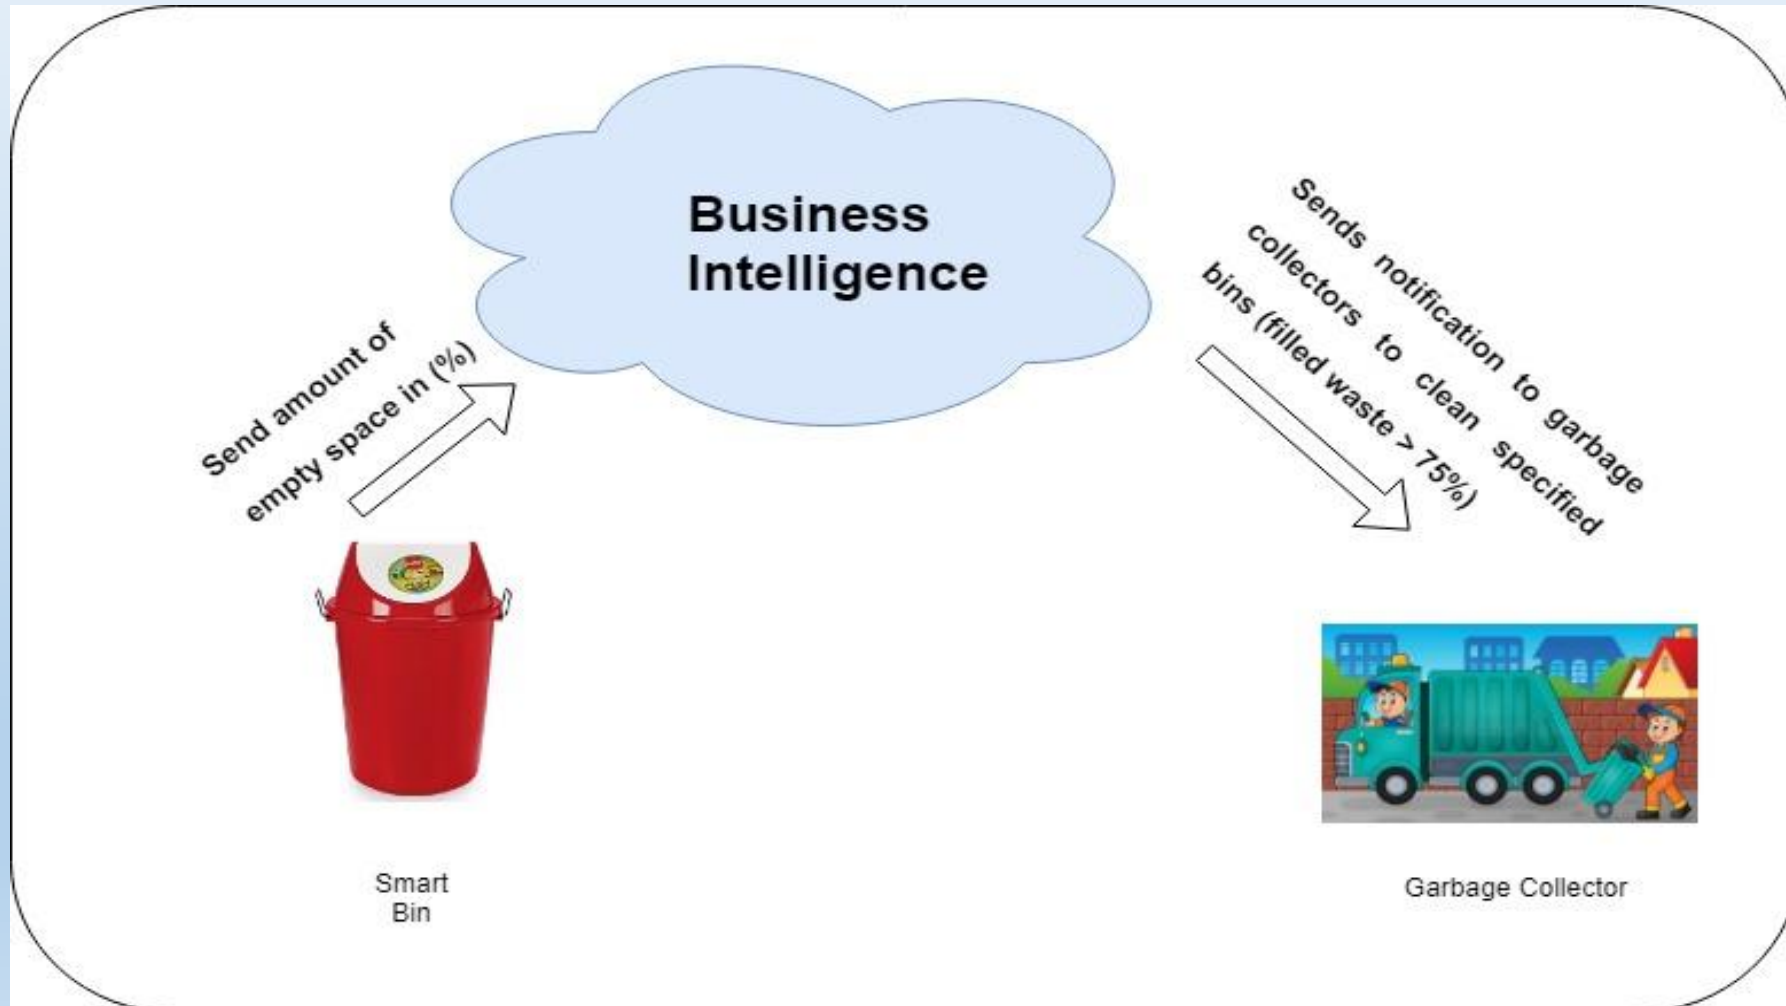 Business
Intelligence
Send amount of
empty space in (%)
Sends notification to garbage
collectors to clean specified
bins (filled waste > 75%)
Smart
Bin
Garbage Collector